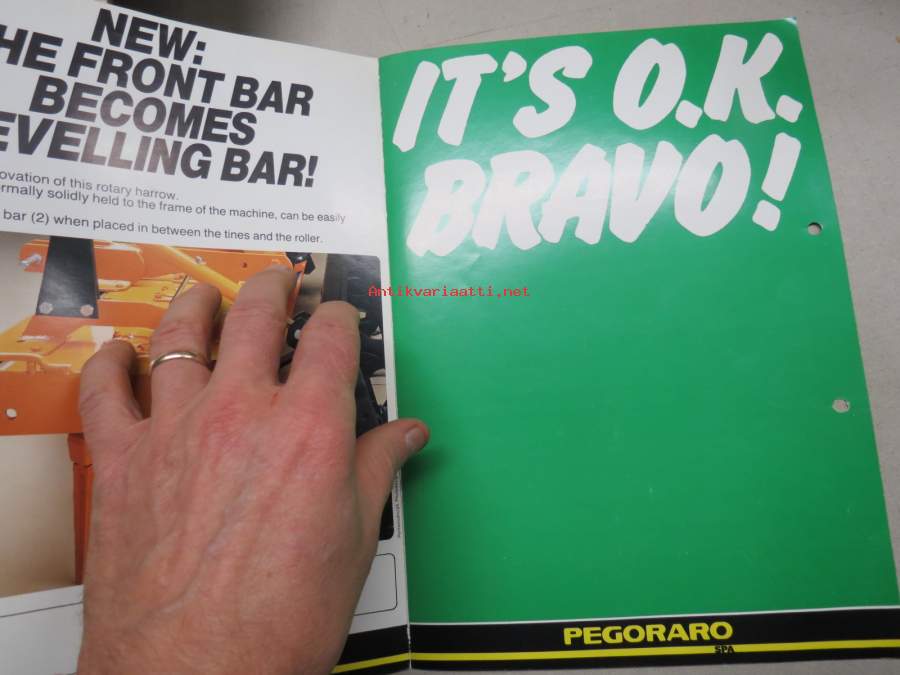 NEW:
HE FRONT BAR
BECOMES
EVELLING BAR!
ovation of this rotary harrow.
ormally solidly held to the frame of the machine, can be easily
bar (2) when placed in between the tines and the roller.
IT'S O.K.
BRAVO!
Antikvariaatti.net
PEGORARO
SPA